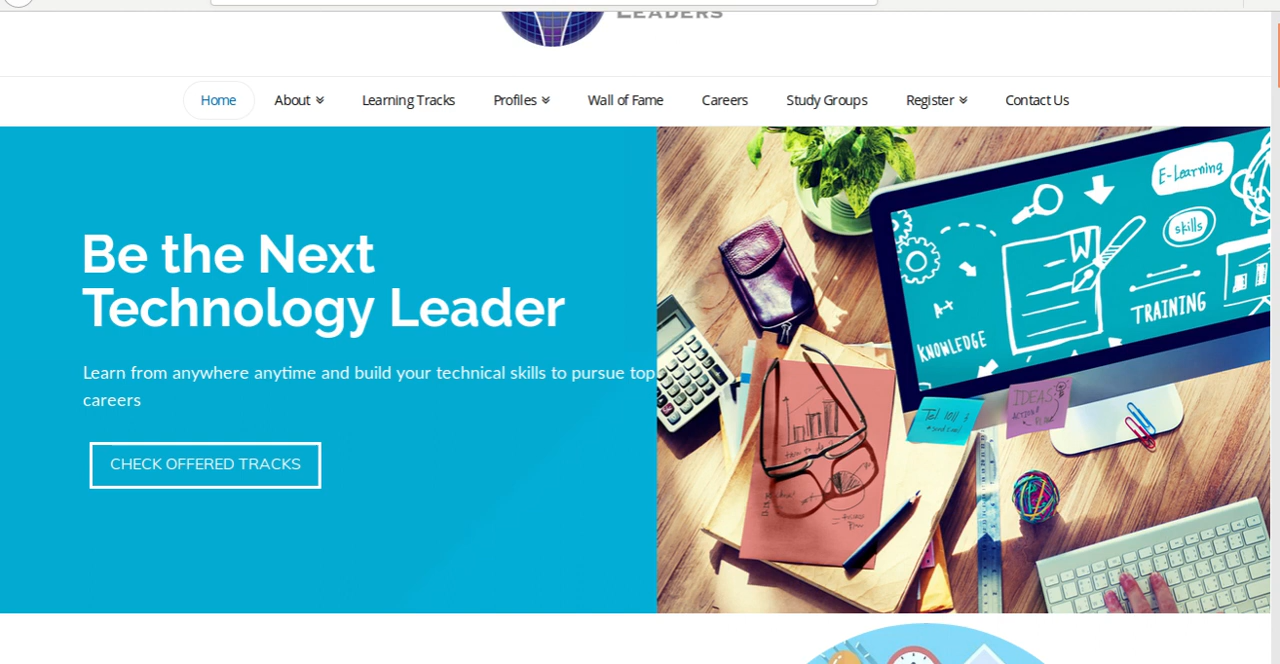 LEADERS
Home About Learning Tracks Profiles Wall of Fame Careers Study Groups Register Contact Us
Be the Next
Technology Leader
Learn from anywhere anytime and build your technical skills to pursue top
careers
CHECK OFFERED TRACKS
E-Learning
skills
A+
TRAINING
KNOWLEDGE
IDEAS